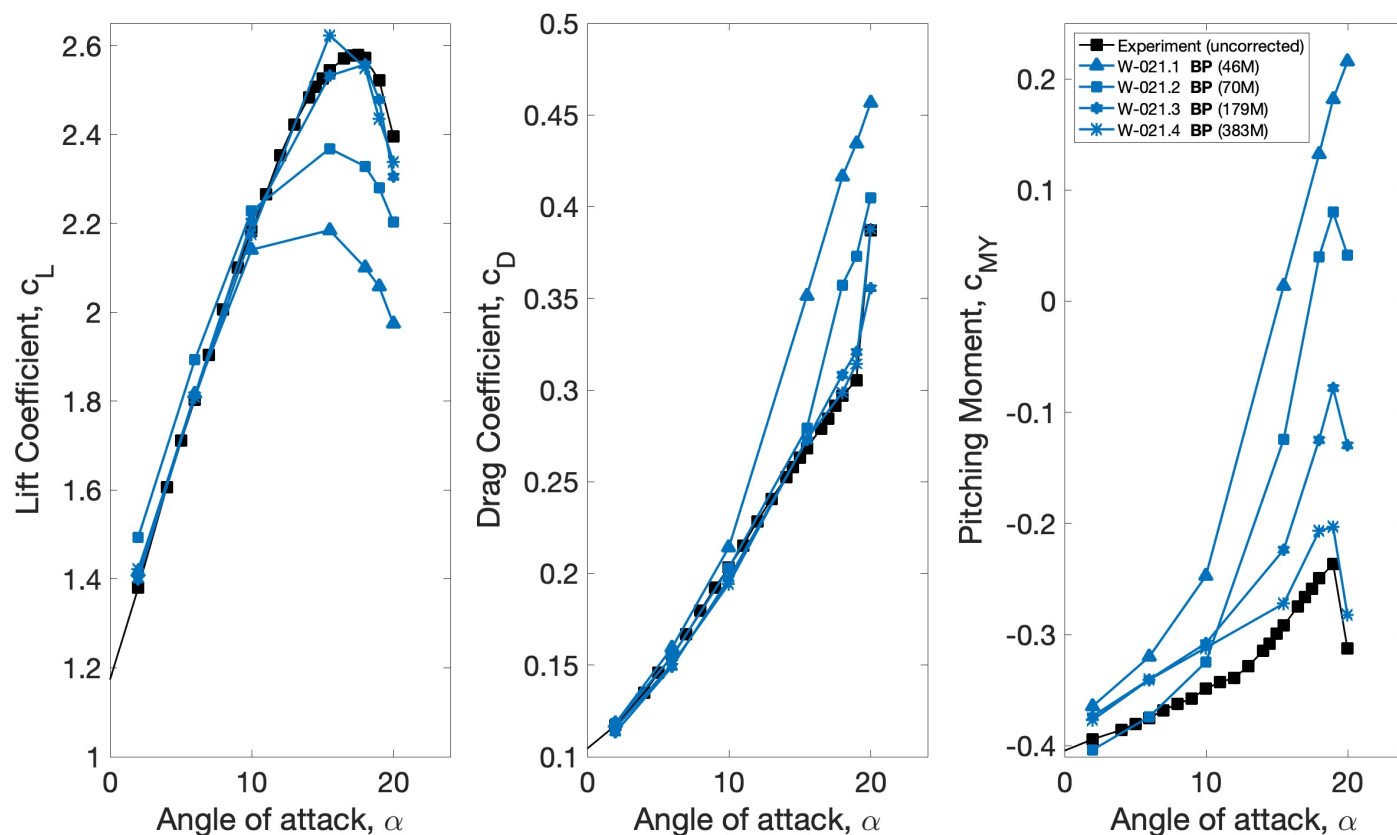 Lift Coefficient, c_L
2.6
2.4
2.2
2
1.8
1.6
1.4
1.2
1
0 10 20
Angle of attack, α
Drag Coefficient, c_D
0.5
0.45
0.4
0.35
0.3
0.25
0.2
0.15
0.1
0 10 20
Angle of attack, α
Pitching Moment, c_MY
0.2
0.1
0
-0.1
-0.2
-0.3
-0.4
0 10 20
Angle of attack, α
Experiment (uncorrected)
W-021.1 BP (46M)
W-021.2 BP (70M)
W-021.3 BP (179M)
W-021.4 BP (383M)